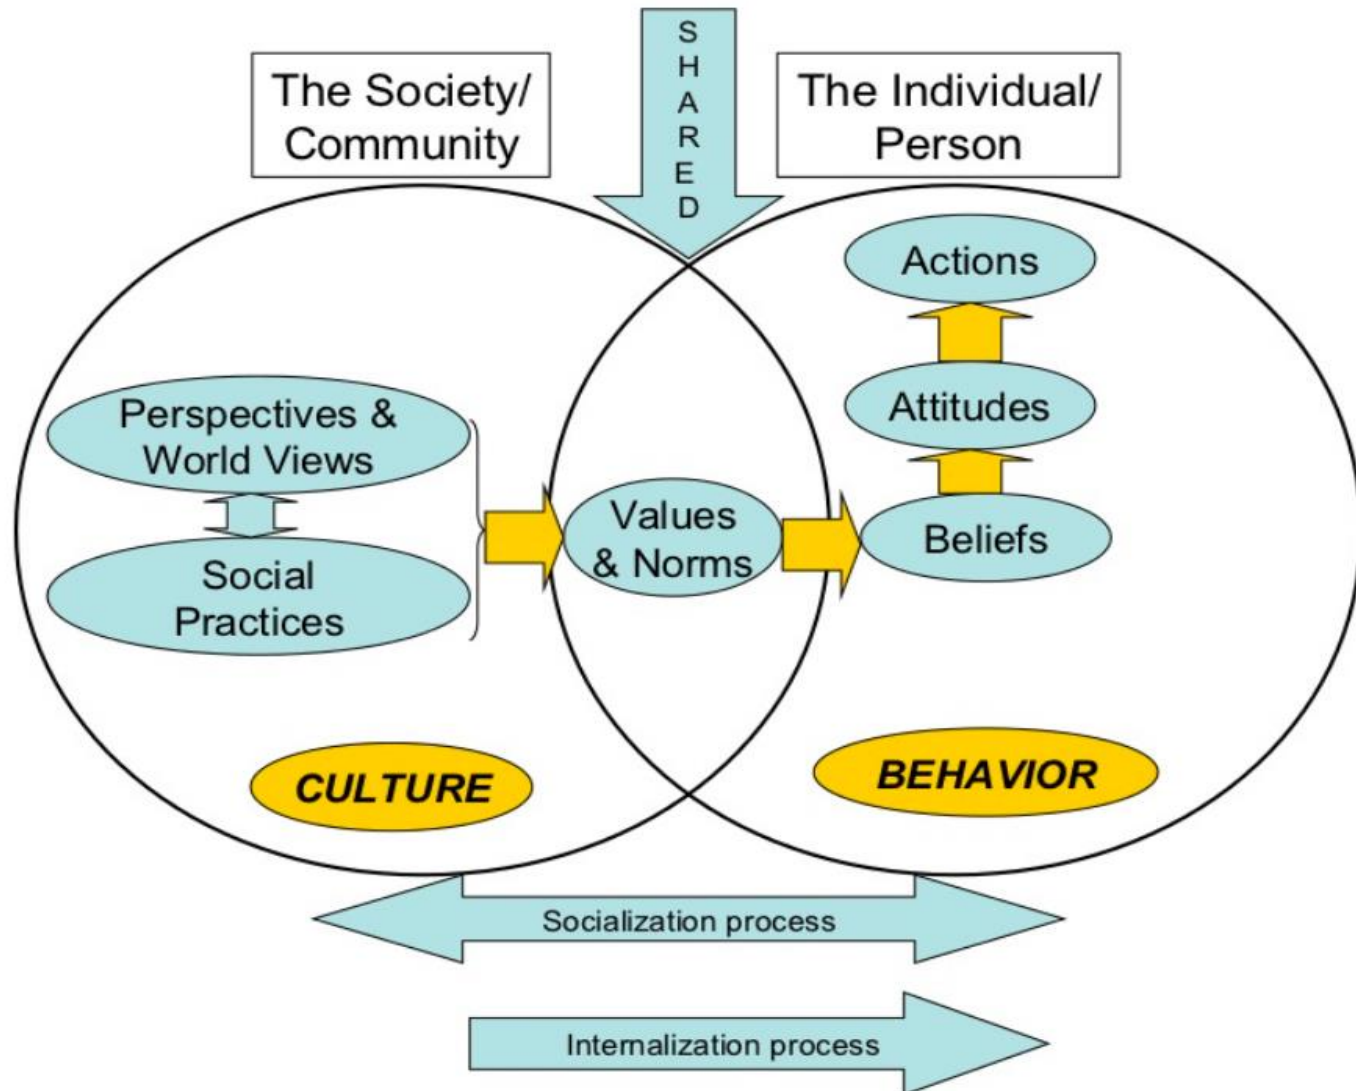 SHARED
The Society/
Community
The Individual/
Person
Actions
Attitudes
Perspectives &
World Views
Values
& Norms
Beliefs
Social
Practices
CULTURE
BEHAVIOR
Socialization process
Internalization process